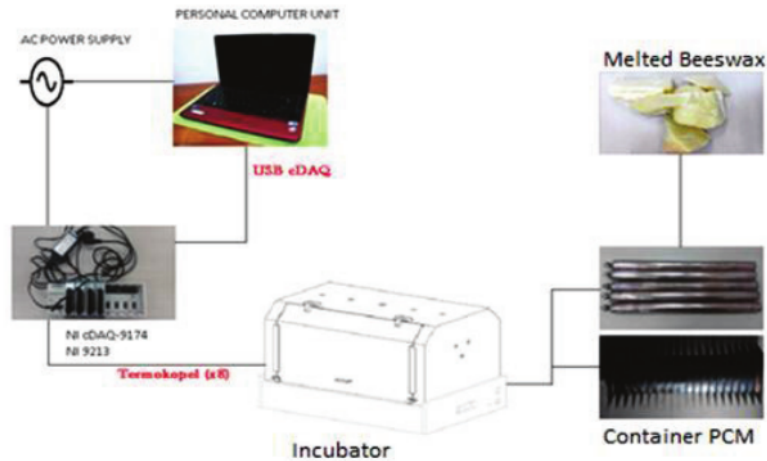 PERSONAL COMPUTER UNIT
AC POWER SUPPLY
Melted Beeswax
USB cDAQ
NI cDAQ-9174
NI 9213
Termokopel (x8)
Incubator
Container PCM